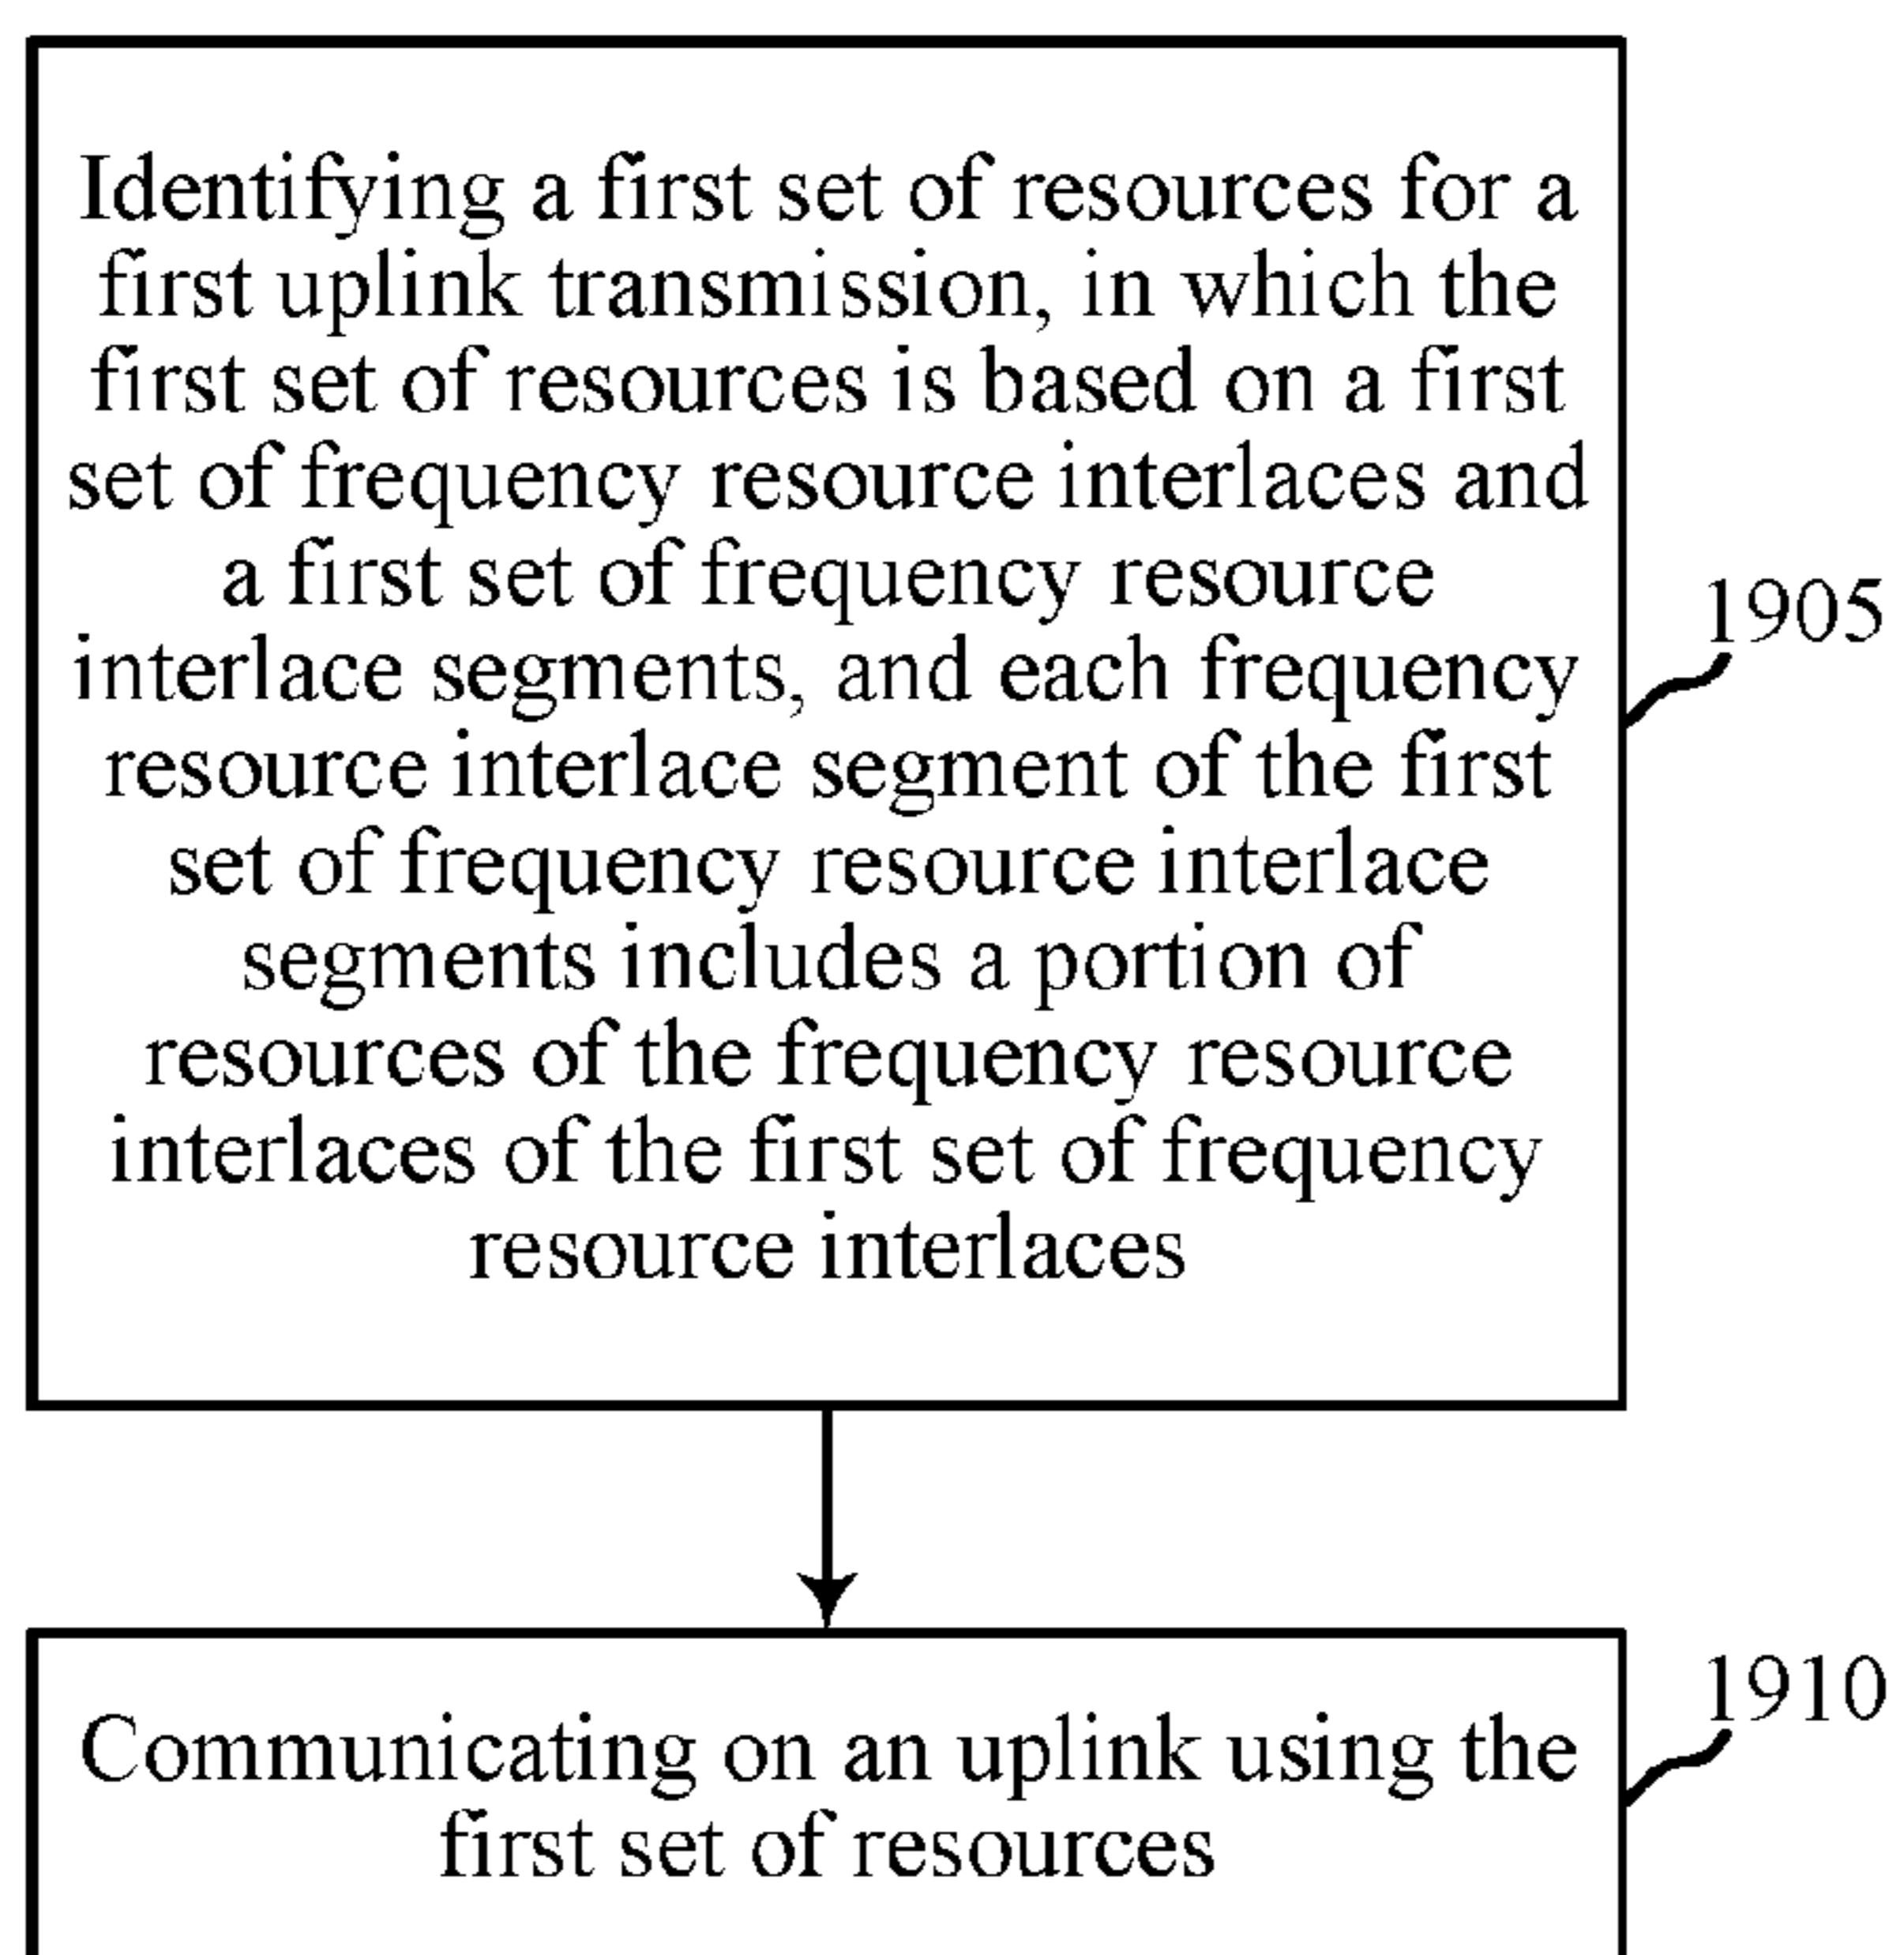 Identifying a first set of resources for a
first uplink transmission, in which the
first set of resources is based on a first
set of frequency resource interlaces and
a first set of frequency resource
interlace segments, and each frequency
resource interlace segment of the first
set of frequency resource interlace
segments includes a portion of
resources of the frequency resource
interlaces of the first set of frequency
resource interlaces
1905
Communicating on an uplink using the
first set of resources
1910